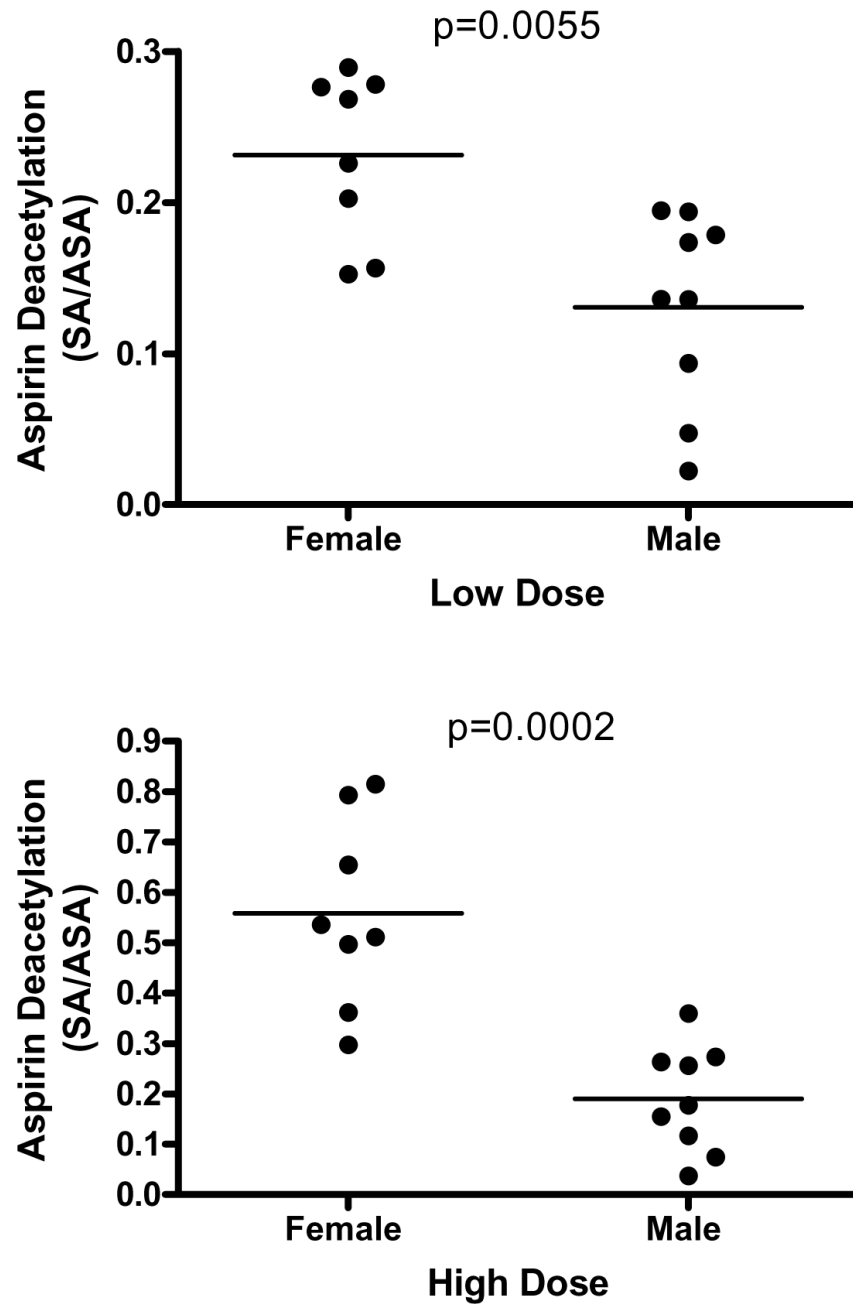 p=0.0055
Aspirin Deacetylation
(SA/ASA)
0.3
0.2
0.1
0.0
Female Male
Low Dose
p=0.0002
Aspirin Deacetylation
(SA/ASA)
0.9
0.8
0.7
0.6
0.5
0.4
0.3
0.2
0.1
0.0
Female Male
High Dose